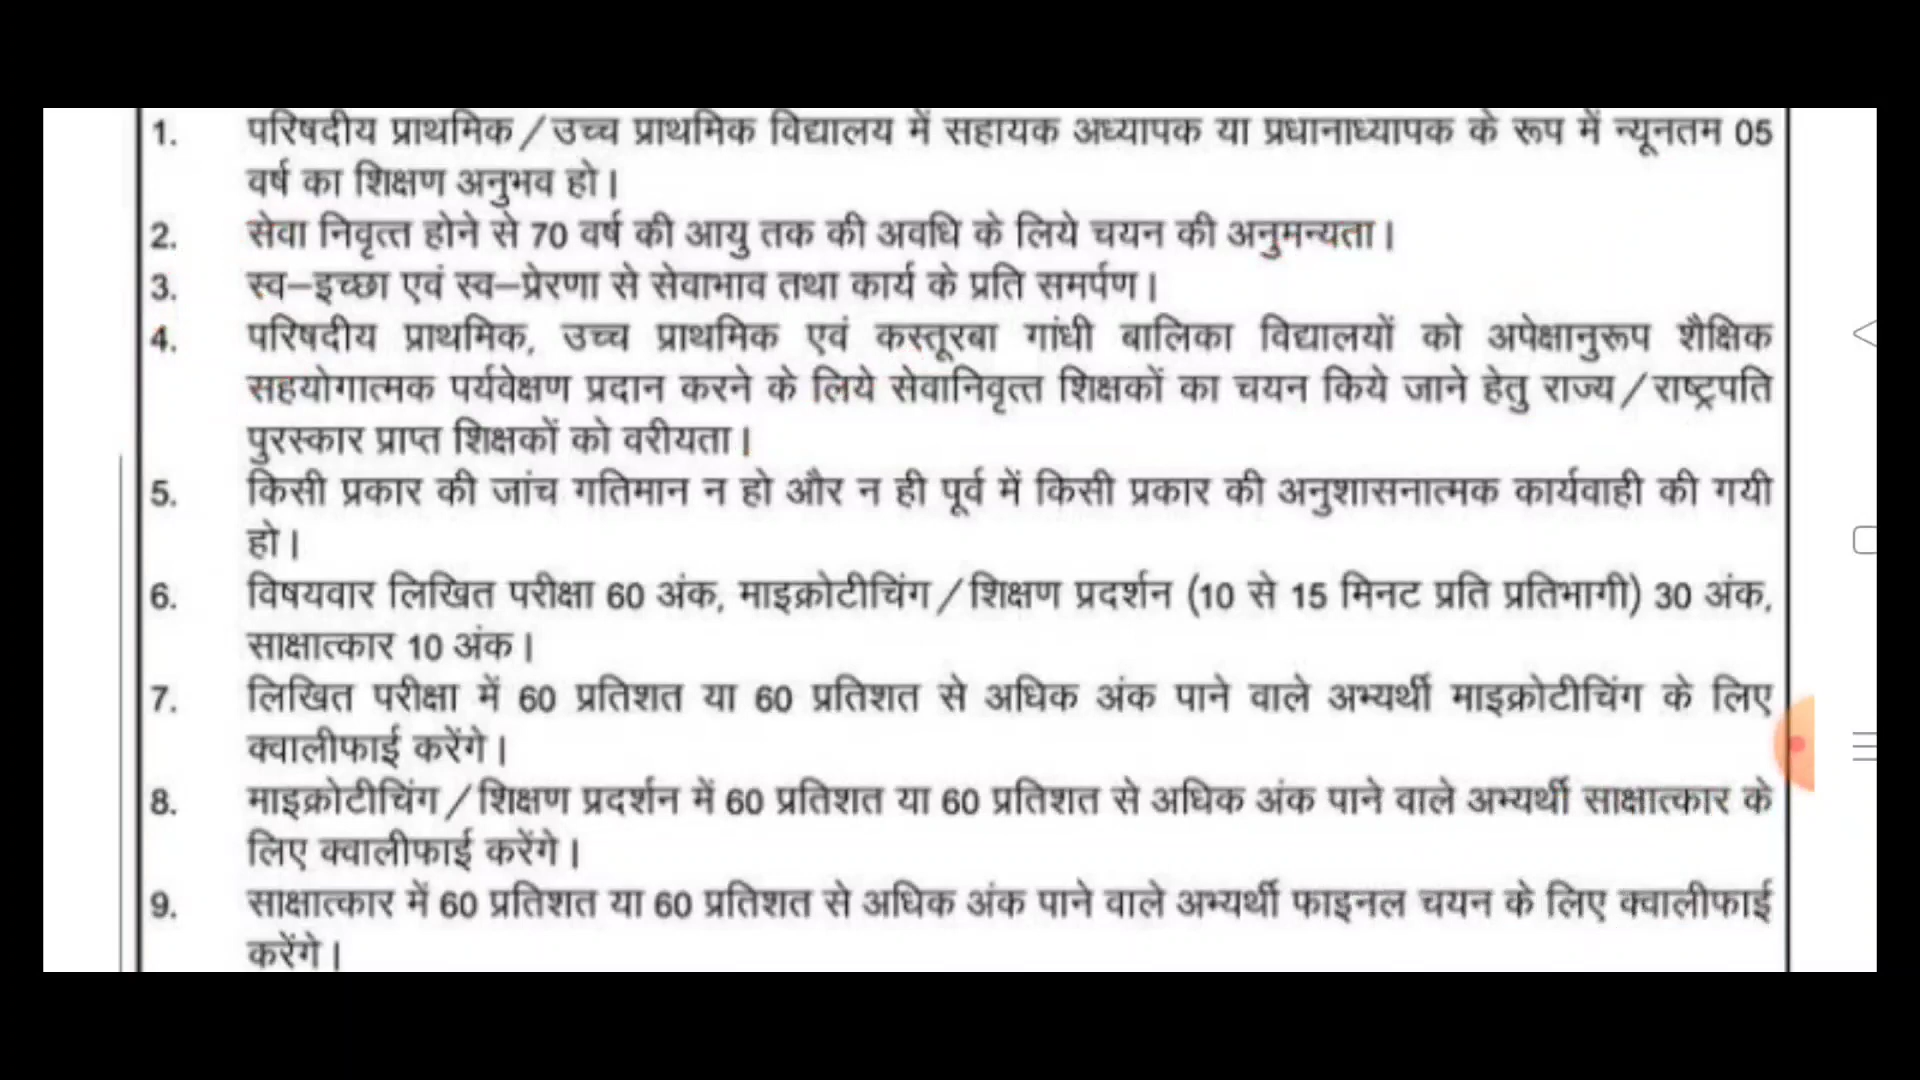 1. परिषदीय प्राथमिक/उच्च प्राथमिक विद्यालय में सहायक अध्यापक या प्रधानाध्यापक के रूप में न्यूनतम 05
वर्ष का शिक्षण अनुभव हो।
2. सेवा निवृत्त होने से 70 वर्ष की आयु तक की अवधि के लिये चयन की अनुमन्यता।
3. स्व-इच्छा एवं स्व-प्रेरणा से सेवाभाव तथा कार्य के प्रति समर्पण।
4. परिषदीय प्राथमिक, उच्च प्राथमिक एवं कस्तूरबा गांधी बालिका विद्यालयों को अपेक्षानुरूप शैक्षिक
सहयोगात्मक पर्यवेक्षण प्रदान करने के लिये सेवानिवृत्त शिक्षकों का चयन किये जाने हेतु राज्य/राष्ट्रपति
पुरस्कार प्राप्त शिक्षकों को वरीयता।
5. किसी प्रकार की जांच गतिमान न हो और न ही पूर्व में किसी प्रकार की अनुशासनात्मक कार्यवाही की गयी
हो।
6. विषयवार लिखित परीक्षा 60 अंक, माइक्रोटीचिंग/शिक्षण प्रदर्शन (10 से 15 मिनट प्रति प्रतिभागी) 30 अंक,
साक्षात्कार 10 अंक।
7. लिखित परीक्षा में 60 प्रतिशत या 60 प्रतिशत से अधिक अंक पाने वाले अभ्यर्थी माइक्रोटीचिंग के लिए
क्वालीफाई करेंगे।
8. माइक्रोटीचिंग/शिक्षण प्रदर्शन में 60 प्रतिशत या 60 प्रतिशत से अधिक अंक पाने वाले अभ्यर्थी साक्षात्कार के
लिए क्वालीफाई करेंगे।
9. साक्षात्कार में 60 प्रतिशत या 60 प्रतिशत से अधिक अंक पाने वाले अभ्यर्थी फाइनल चयन के लिए क्वालीफाई
करेंगे।